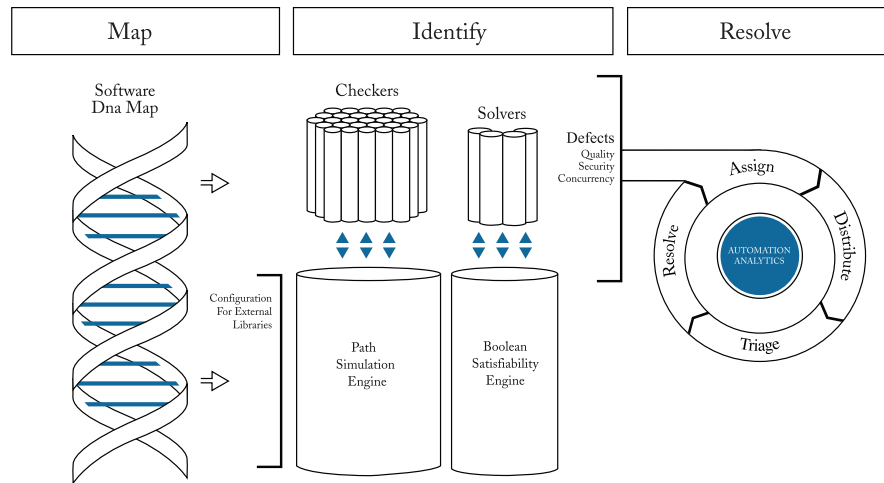 Map
Identify
Resolve
Software
Dna Map
Checkers
Solvers
Defects
Quality
Security
Concurrency
Configuration
For External
Libraries
Path
Simulation
Engine
Boolean
Satisfiability
Engine
Assign
Distribute
Triage
Resolve
AUTOMATION
ANALYTICS